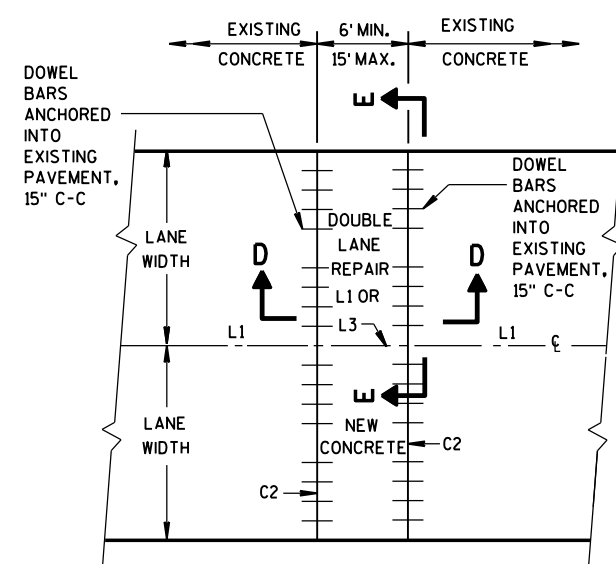 EXISTING
CONCRETE
6' MIN.
15' MAX.
EXISTING
CONCRETE
DOWEL
BARS
ANCHORED
INTO
EXISTING
PAVEMENT,
15" C-C
E
DOWEL
BARS
ANCHORED
INTO
EXISTING
PAVEMENT,
15" C-C
LANE
WIDTH
D
DOUBLE
LANE
REPAIR
L1 OR
L3
D
L1
L1
℄
E
LANE
WIDTH
NEW
CONCRETE
C2
C2